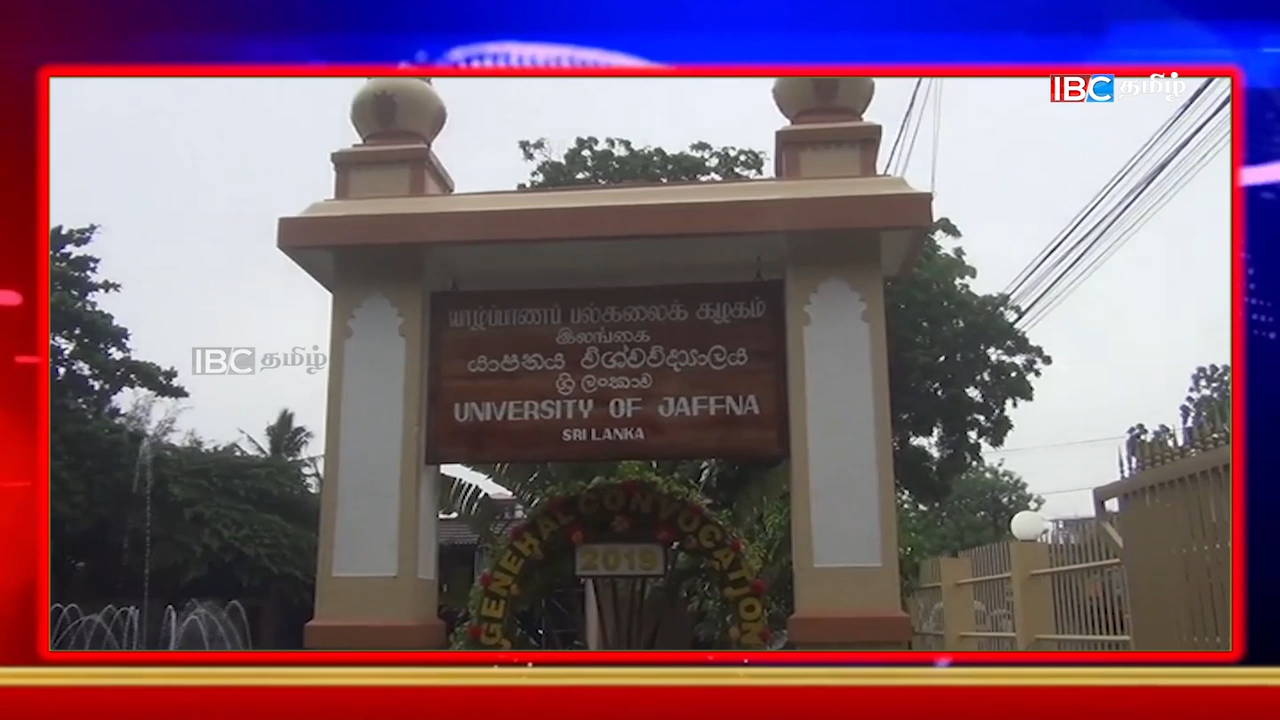 IBC தமிழ்
யாழ்ப்பாணப் பல்கலைக் கழகம்
இலங்கை
යාපනය විශ්වවිද්‍යාලය
ශ්‍රී ලංකාව
UNIVERSITY OF JAFFNA
SRI LANKA
IBC தமிழ்
GENERAL CONVOCATION
2019